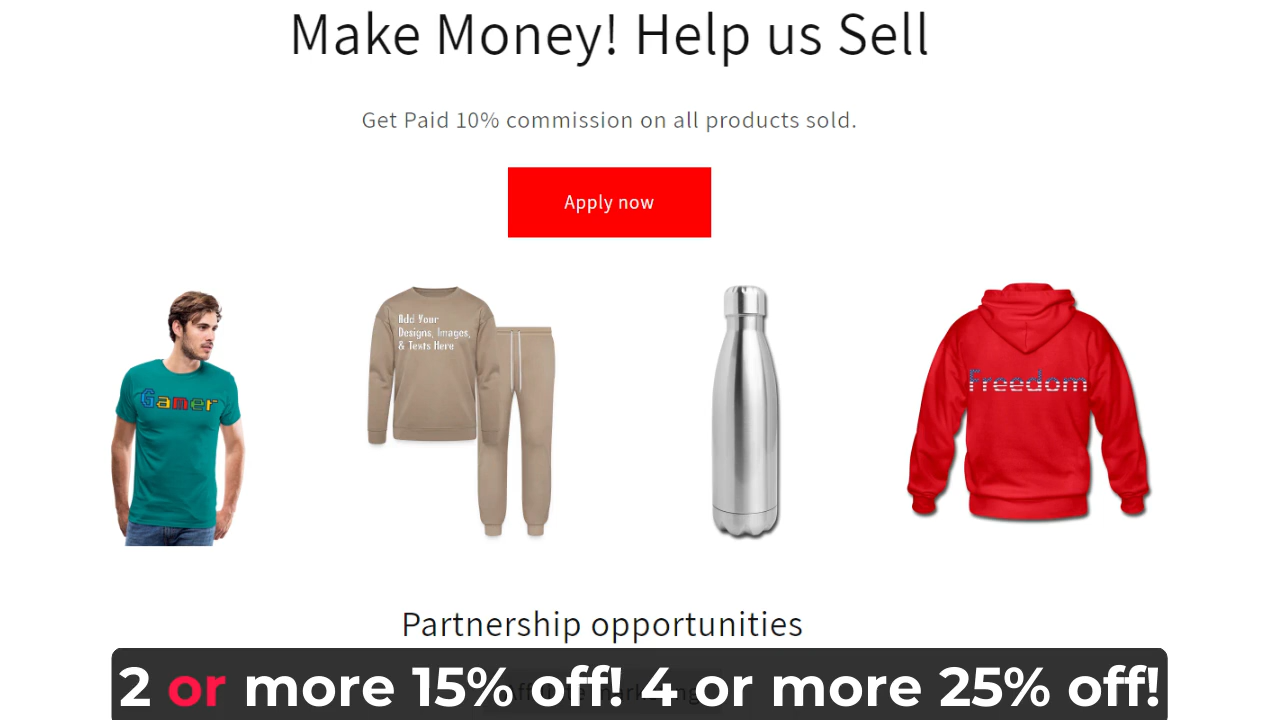 Make Money! Help us Sell
Get Paid 10% commission on all products sold.
Apply now
Gamer
Add Your
Designs, Images,
& Texts Here
Freedom
Partnership opportunities
2 or more 15% off! 4 or more 25% off!